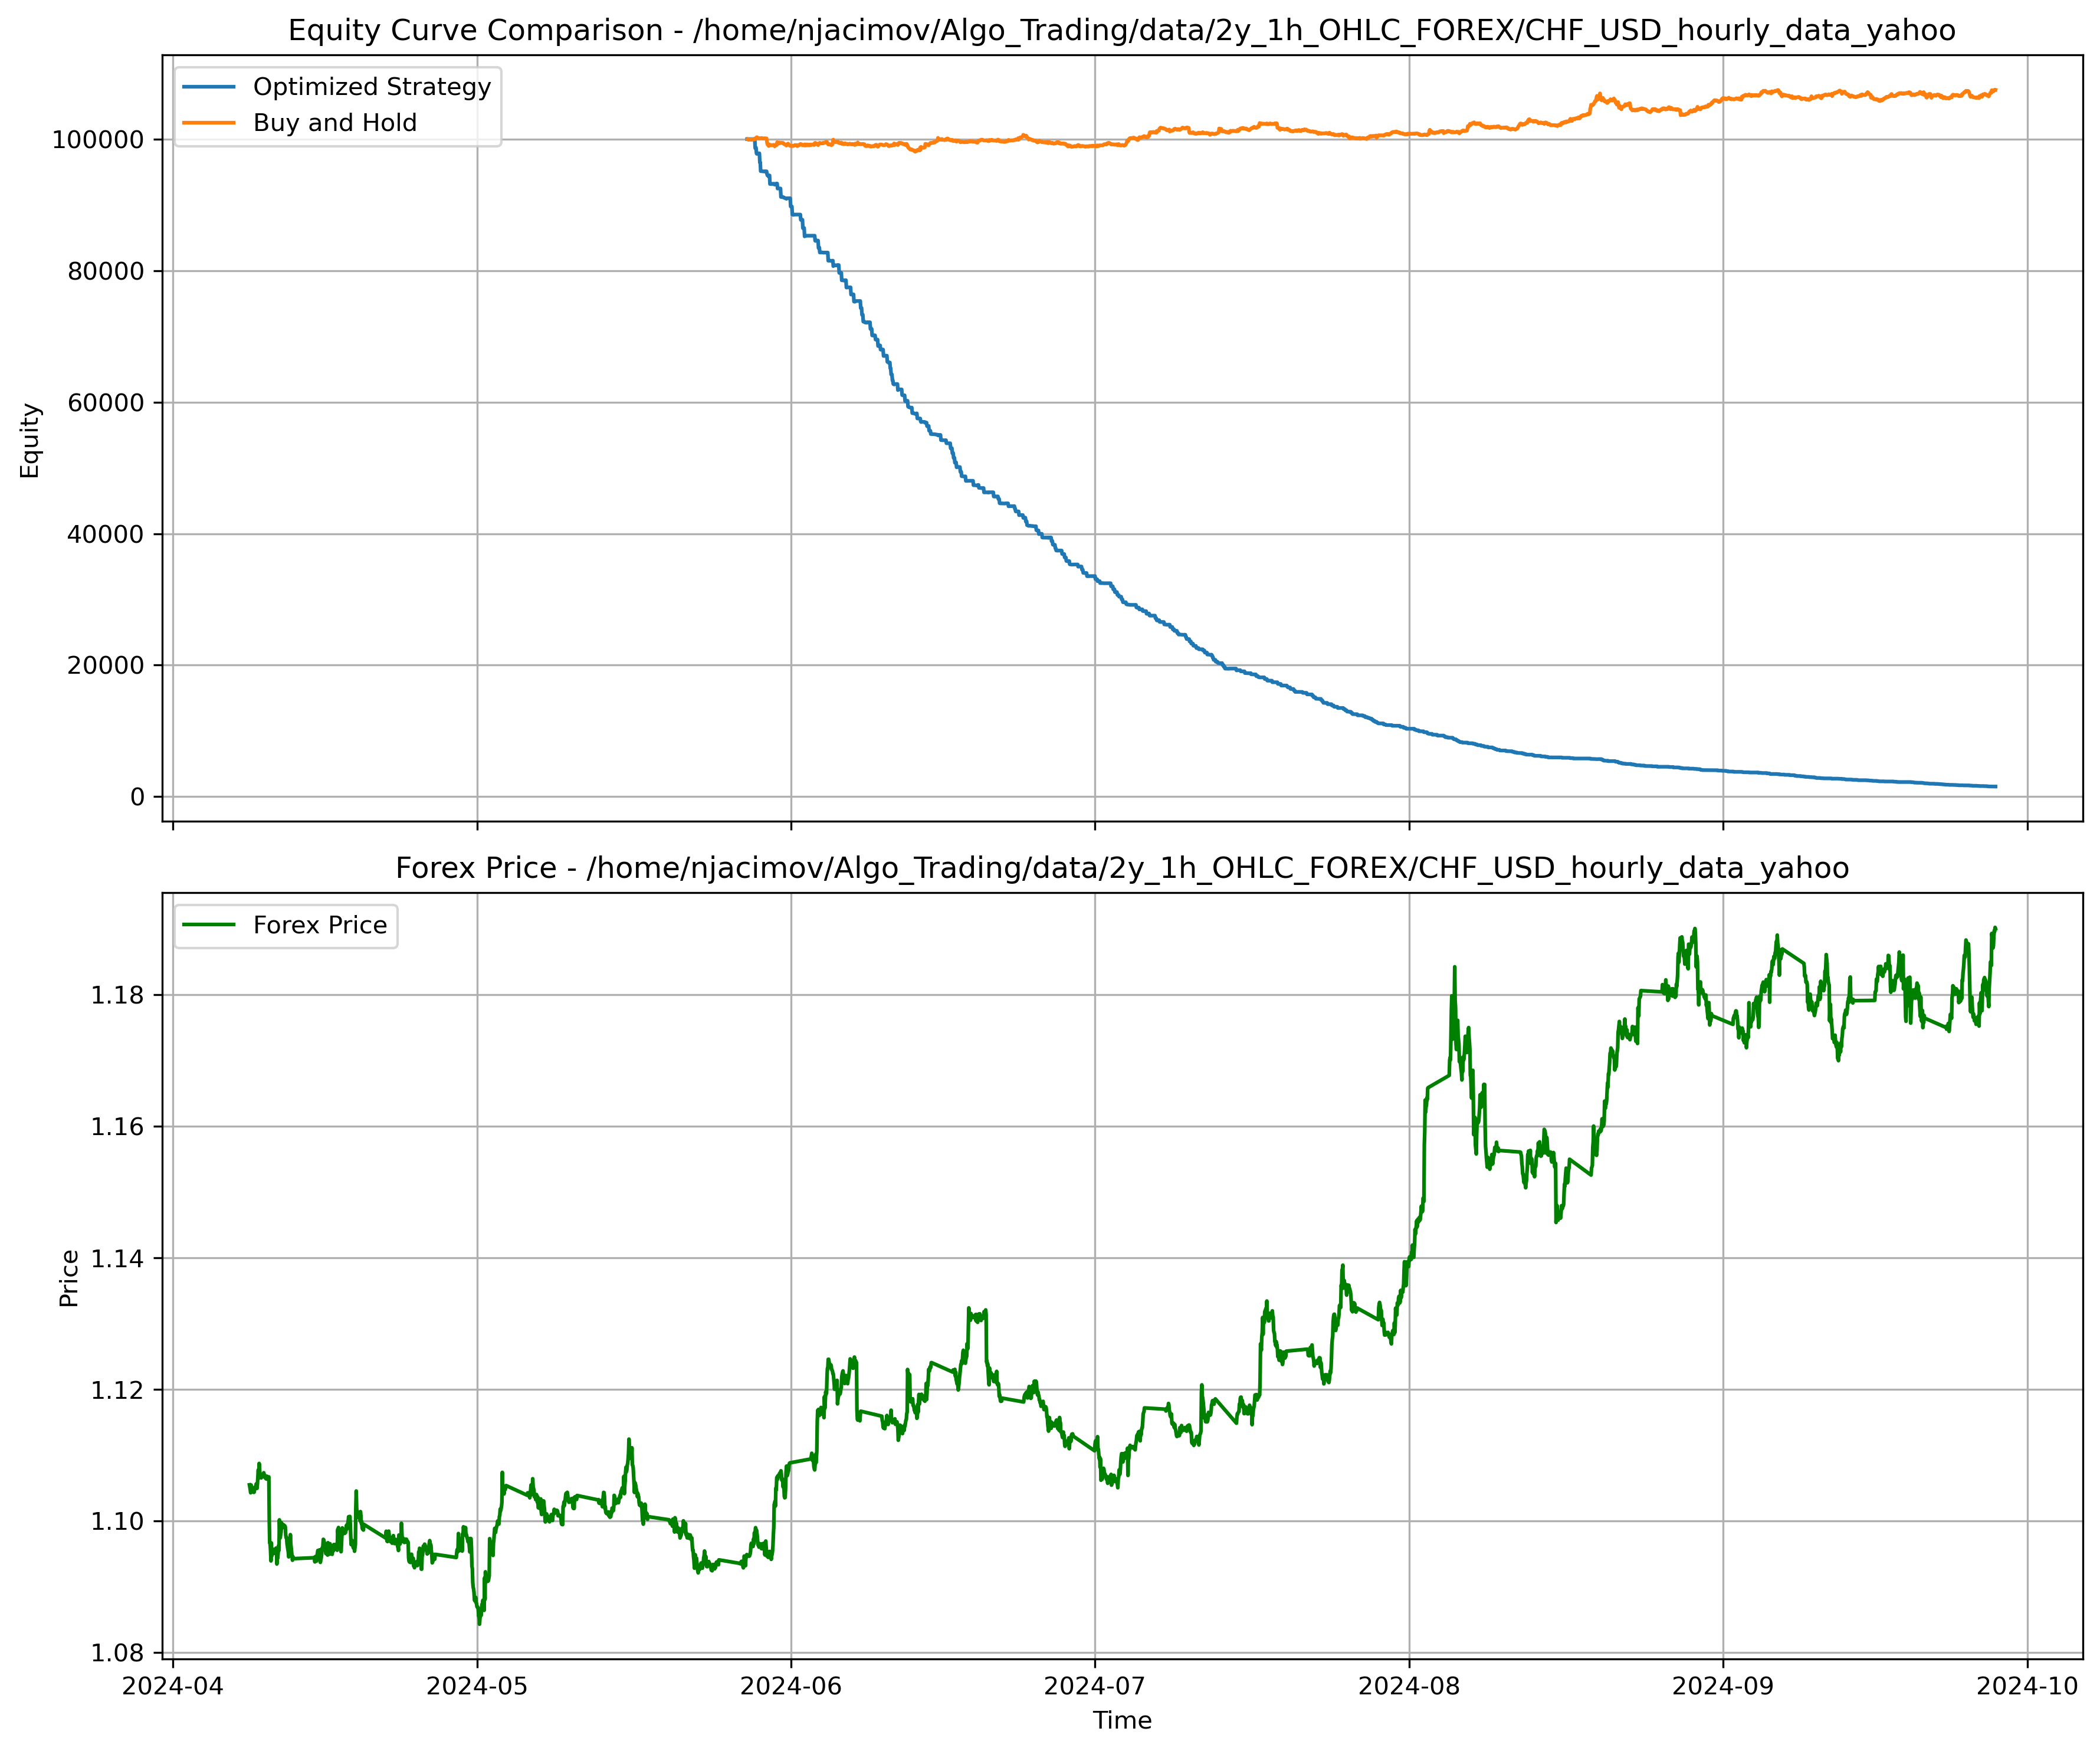 Equity Curve Comparison - /home/njacimov/Algo_Trading/data/2y_1h_OHLC_FOREX/CHF_USD_hourly_data_yahoo
Optimized Strategy
Buy and Hold
100000
80000
60000
40000
20000
0
Equity
Forex Price - /home/njacimov/Algo_Trading/data/2y_1h_OHLC_FOREX/CHF_USD_hourly_data_yahoo
Forex Price
1.18
1.16
1.14
1.12
1.10
1.08
Price
2024-04 2024-05 2024-06 2024-07 2024-08 2024-09 2024-10
Time